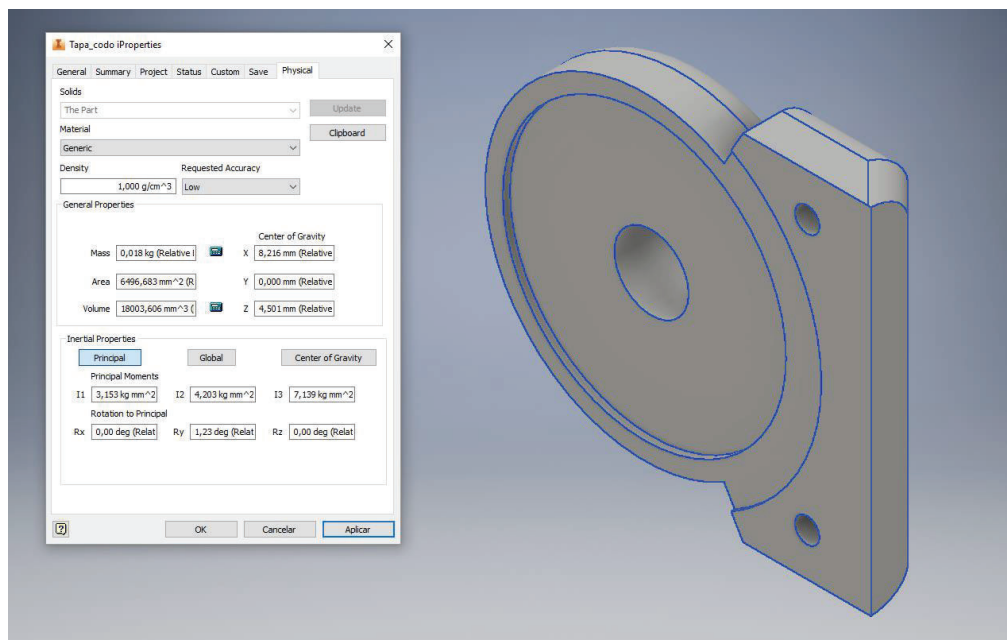 Tapa_codo iProperties
General Summary Project Status Custom Save Physical
Solids
The Part
Update
Material
Clipboard
Generic
Density Requested Accuracy
1,000 g/cm^3 Low
General Properties
Center of Gravity
Mass 0,018 kg (Relative X 8,216 mm (Relative
Area 6496,683 mm^2 (R Y 0,000 mm (Relative
Volume 18003,606 mm^3 ( Z 4,501 mm (Relative
Inertial Properties
Principal Global Center of Gravity
Principal Moments
I1 3,153 kg mm^2 I2 4,203 kg mm^2 I3 7,139 kg mm^2
Rotation to Principal
Rx 0,00 deg (Relat Ry 1,23 deg (Relat Rz 0,00 deg (Relat
? OK Cancelar Aplicar